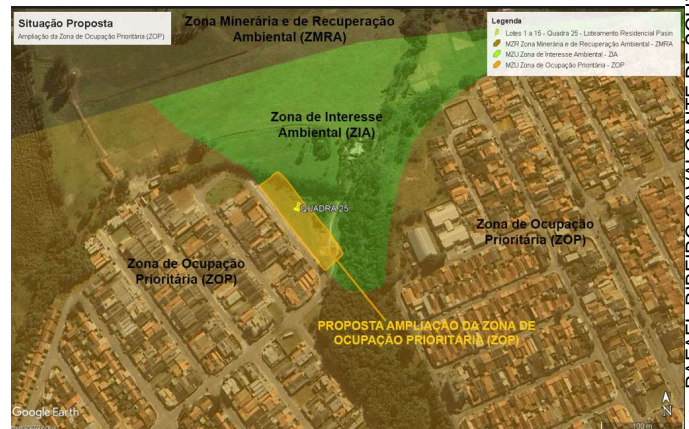 Situação Proposta
Ampliação da Zona de Ocupação Prioritária (ZOP)
Zona Minerária e de Recuperação
Ambiental (ZMRA)
Legenda
Lotes 1 a 15 - Quadra 25 - Loteamento Residencial Pasin
MZR Zona Minerária e de Recuperação Ambiental - ZMRA
MZU Zona de Interesse Ambiental - ZIA
MZU Zona de Ocupação Prioritária - ZOP
Zona de Interesse
Ambiental (ZIA)
QUADRA 25
Zona de Ocupação
Prioritária (ZOP)
Zona de Ocupação
Prioritária (ZOP)
PROPOSTA AMPLIAÇÃO DA ZONA DE
OCUPAÇÃO PRIORITÁRIA (ZOP)
Google Earth
N
100 m